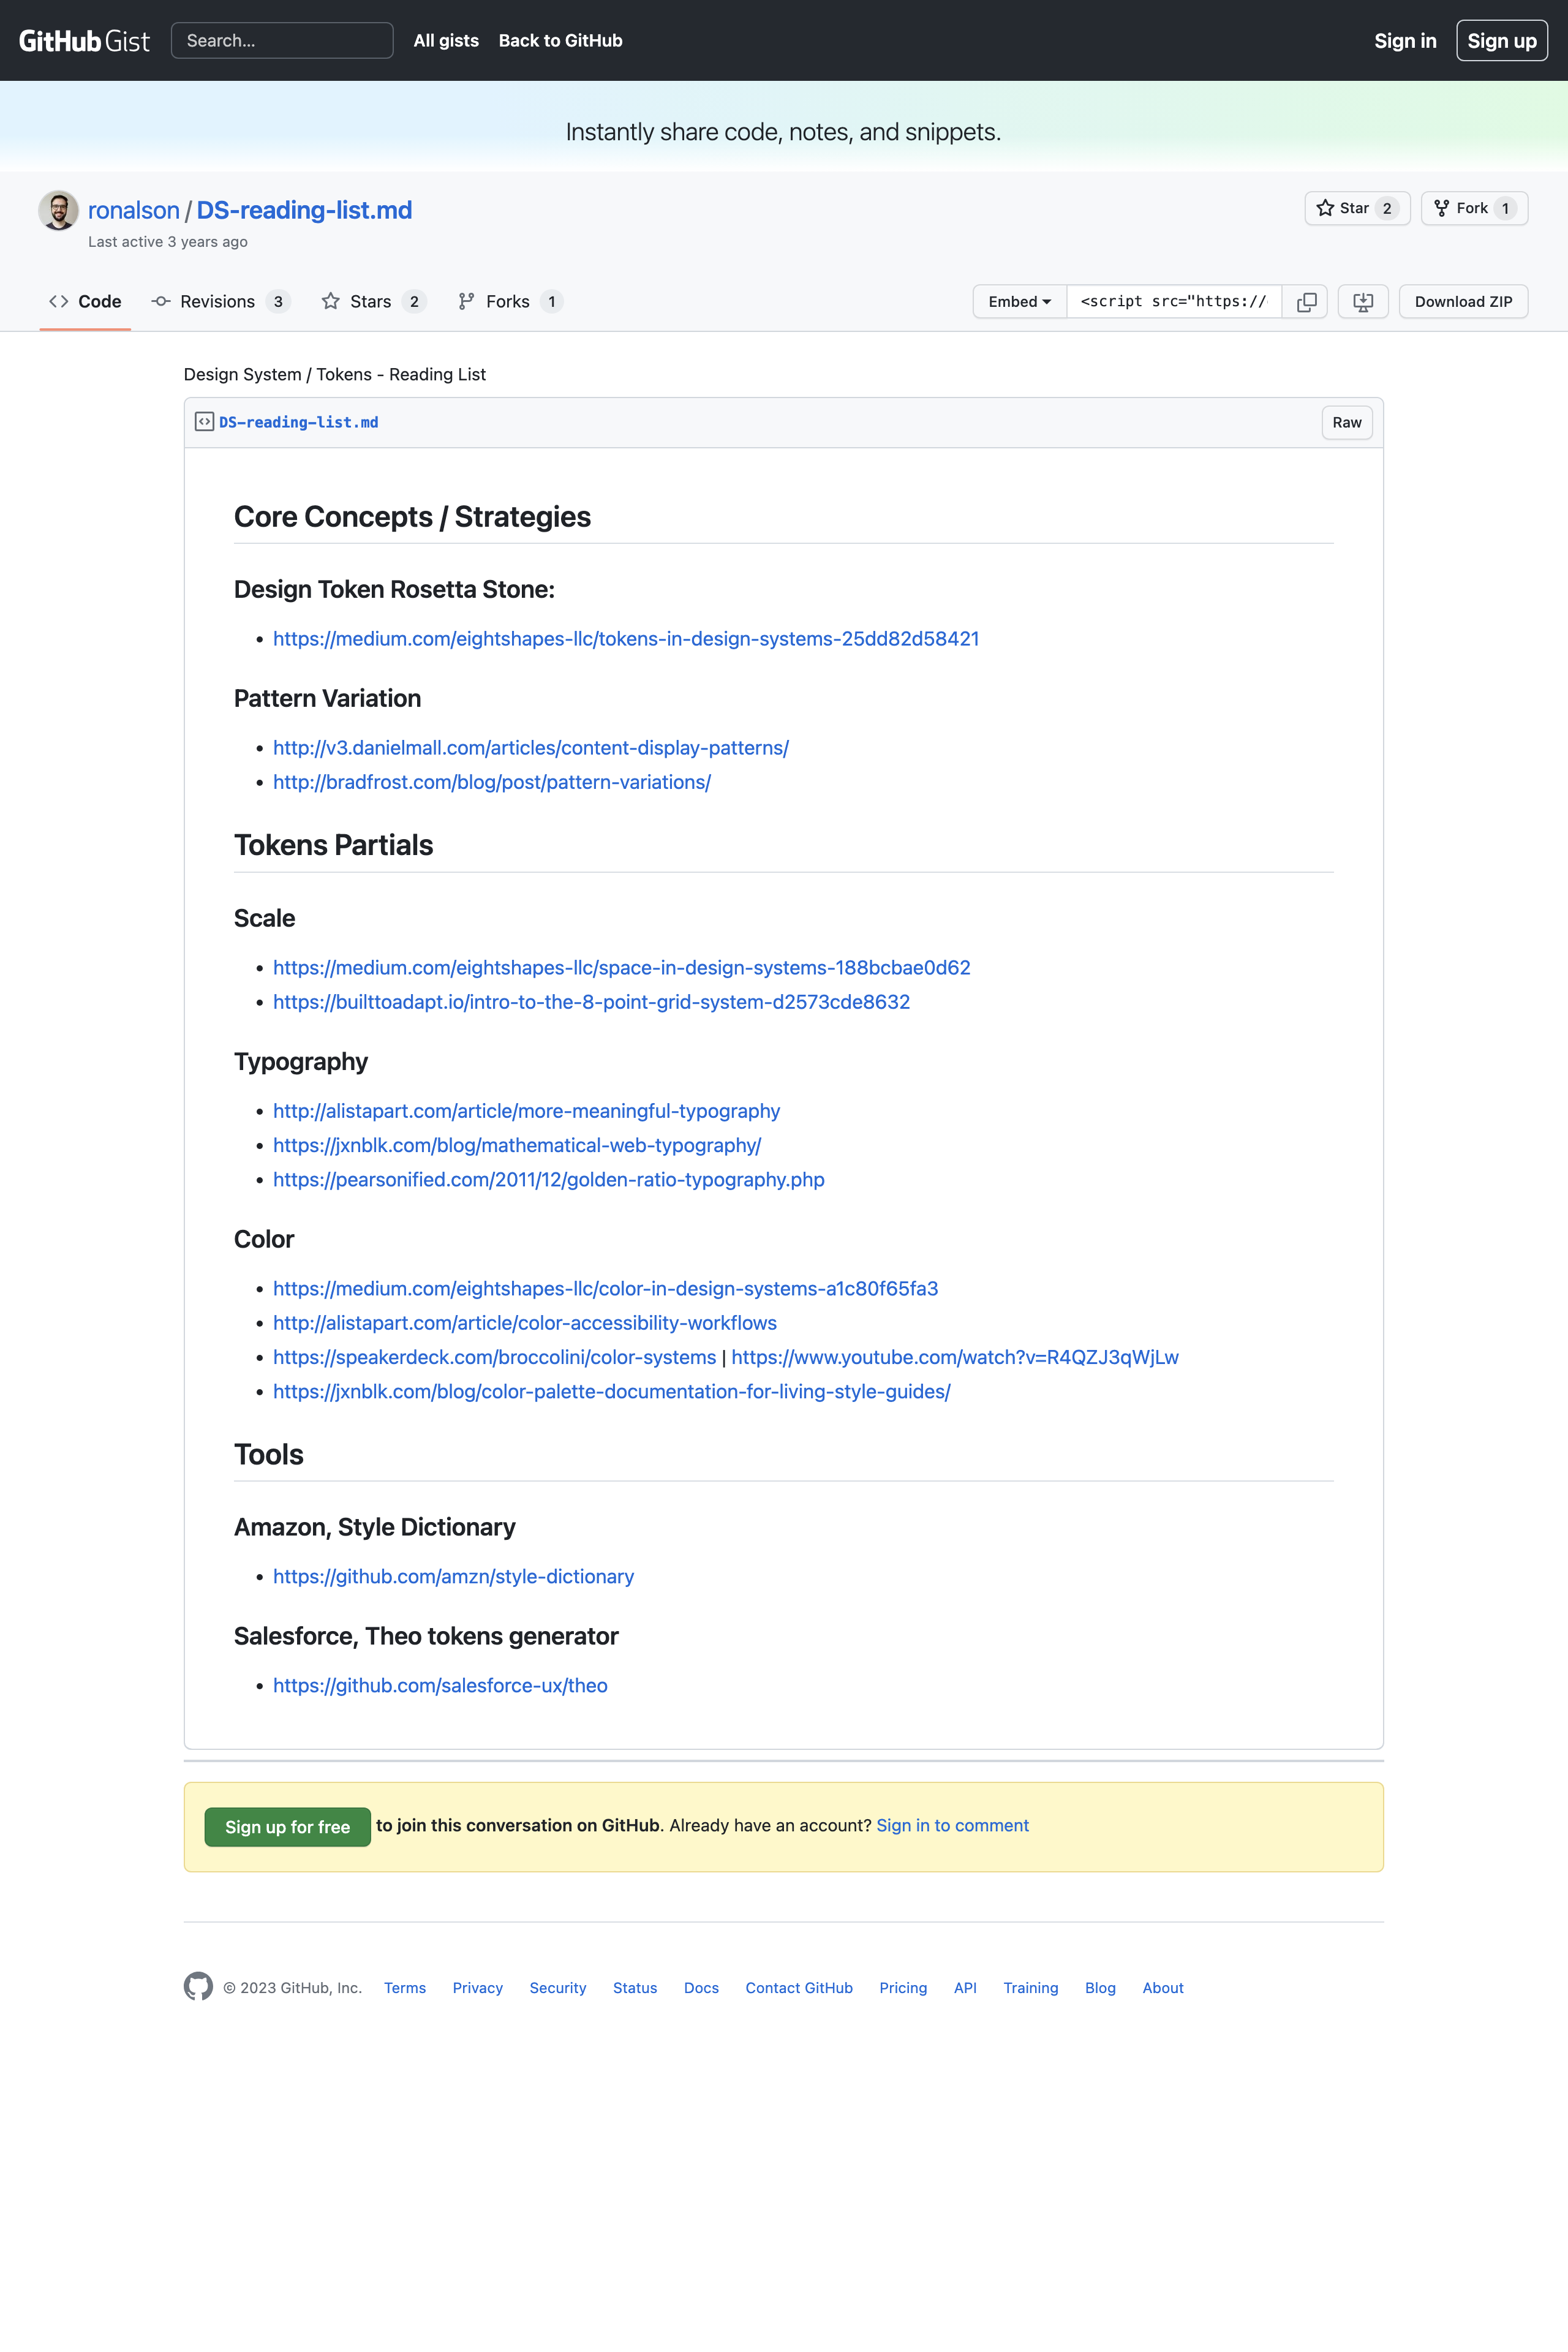 GitHub Gist Search... All gists Back to GitHub Sign in Sign up
Instantly share code, notes, and snippets.
ronalson / DS-reading-list.md Star 2 Fork 1
Last active 3 years ago
Code Revisions 3 Stars 2 Forks 1 Embed <script src="https:// Download ZIP
Design System / Tokens - Reading List
DS-reading-list.md Raw
Core Concepts / Strategies
Design Token Rosetta Stone:
• https://medium.com/eightshapes-llc/tokens-in-design-systems-25dd82d58421
Pattern Variation
• http://v3.danielmall.com/articles/content-display-patterns/
• http://bradfrost.com/blog/post/pattern-variations/
Tokens Partials
Scale
• https://medium.com/eightshapes-llc/space-in-design-systems-188bcbae0d62
• https://builttoadapt.io/intro-to-the-8-point-grid-system-d2573cde8632
Typography
• http://alistapart.com/article/more-meaningful-typography
• https://jxnblk.com/blog/mathematical-web-typography/
• https://pearsonified.com/2011/12/golden-ratio-typography.php
Color
• https://medium.com/eightshapes-llc/color-in-design-systems-a1c80f65fa3
• http://alistapart.com/article/color-accessibility-workflows
• https://speakerdeck.com/broccolini/color-systems | https://www.youtube.com/watch?v=R4QZJ3qWjLw
• https://jxnblk.com/blog/color-palette-documentation-for-living-style-guides/
Tools
Amazon, Style Dictionary
• https://github.com/amzn/style-dictionary
Salesforce, Theo tokens generator
• https://github.com/salesforce-ux/theo
Sign up for free to join this conversation on GitHub. Already have an account? Sign in to comment
© 2023 GitHub, Inc. Terms Privacy Security Status Docs Contact GitHub Pricing API Training Blog About